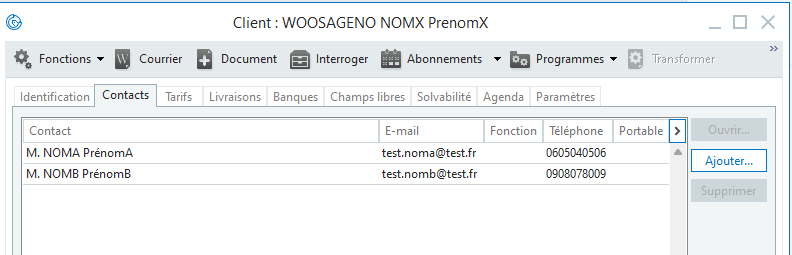 Client : WOOSAGENO NOMX PrenomX
Fonctions Courrier Document Interroger Abonnements Programmes Transformer
Identification Contacts Tarifs Livraisons Banques Champs libres Solvabilité Agenda Paramètres
Contact E-mail Fonction Téléphone Portable Ouvrir...
M. NOMA PrénomA test.noma@test.fr 0605040506 Ajouter...
M. NOMB PrénomB test.nomb@test.fr 0908078009 Supprimer